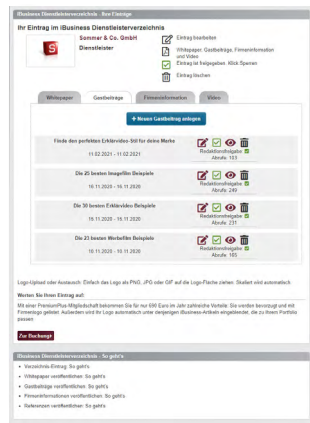 iBusiness Dienstleisterverzeichnis - Ihre Einträge
Ihr Eintrag im iBusiness Dienstleisterverzeichnis
S
Sommer & Co. GmbH
Dienstleister
Eintrag bearbeiten
Whitepaper, Gastbeiträge, Firmeninformation
und Video
Eintrag ist freigegeben. Klick Sperren
Eintrag löschen
Whitepaper
Gastbeiträge
Firmeninformation
Video
+ Neuen Gastbeitrag anlegen
Finde den perfekten Erklärvideo-Stil für deine Marke
11.02.2021 - 11.02.2021
Redaktionsfreigabe
Abrufe: 103
Die 25 besten Imagefilm Beispiele
16.11.2020 - 16.11.2020
Redaktionsfreigabe
Abrufe: 249
Die 30 besten Erklärvideo Beispiele
16.11.2020 - 16.11.2020
Redaktionsfreigabe
Abrufe: 231
Die 23 besten Werbefilm Beispiele
10.11.2020 - 10.11.2020
Redaktionsfreigabe
Abrufe: 185
Logo-Upload oder Austausch: Einfach das Logo als PNG, JPG oder GIF auf die Logo-Fläche ziehen. Skaliert wird automatisch
Werten Sie Ihren Eintrag auf:
Mit einer PremiumPlus-Mitgliedschaft bekommen Sie für nur 690 Euro im Jahr zahlreiche Vorteile: Sie werden bevorzugt und mit
Firmenlogo gelistet. Außerdem wird Ihr Logo automatisch unter denjenigen iBusiness-Artikeln eingeblendet, die zu Ihrem Portfolio
passen
Zur Buchung
iBusiness Dienstleisterverzeichnis - So geht's
• Verzeichnis-Eintrag: So geht's
• Whitepaper veröffentlichen: So geht's
• Gastbeiträge veröffentlichen: So geht's
• Firmeninformationen veröffentlichen: So geht's
• Referenzen veröffentlichen: So geht's